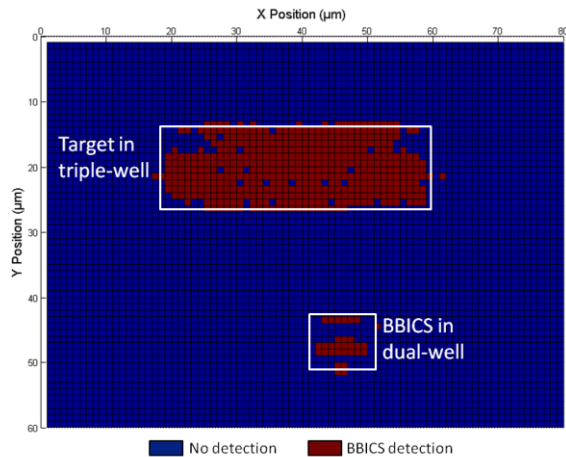 X Position (µm)
0 10 20 30 40 50 60 70 80
0
10
20
30
40
50
60
Y Position (µm)
Target in
triple-well
BBICS in
dual-well
No detection BBICS detection